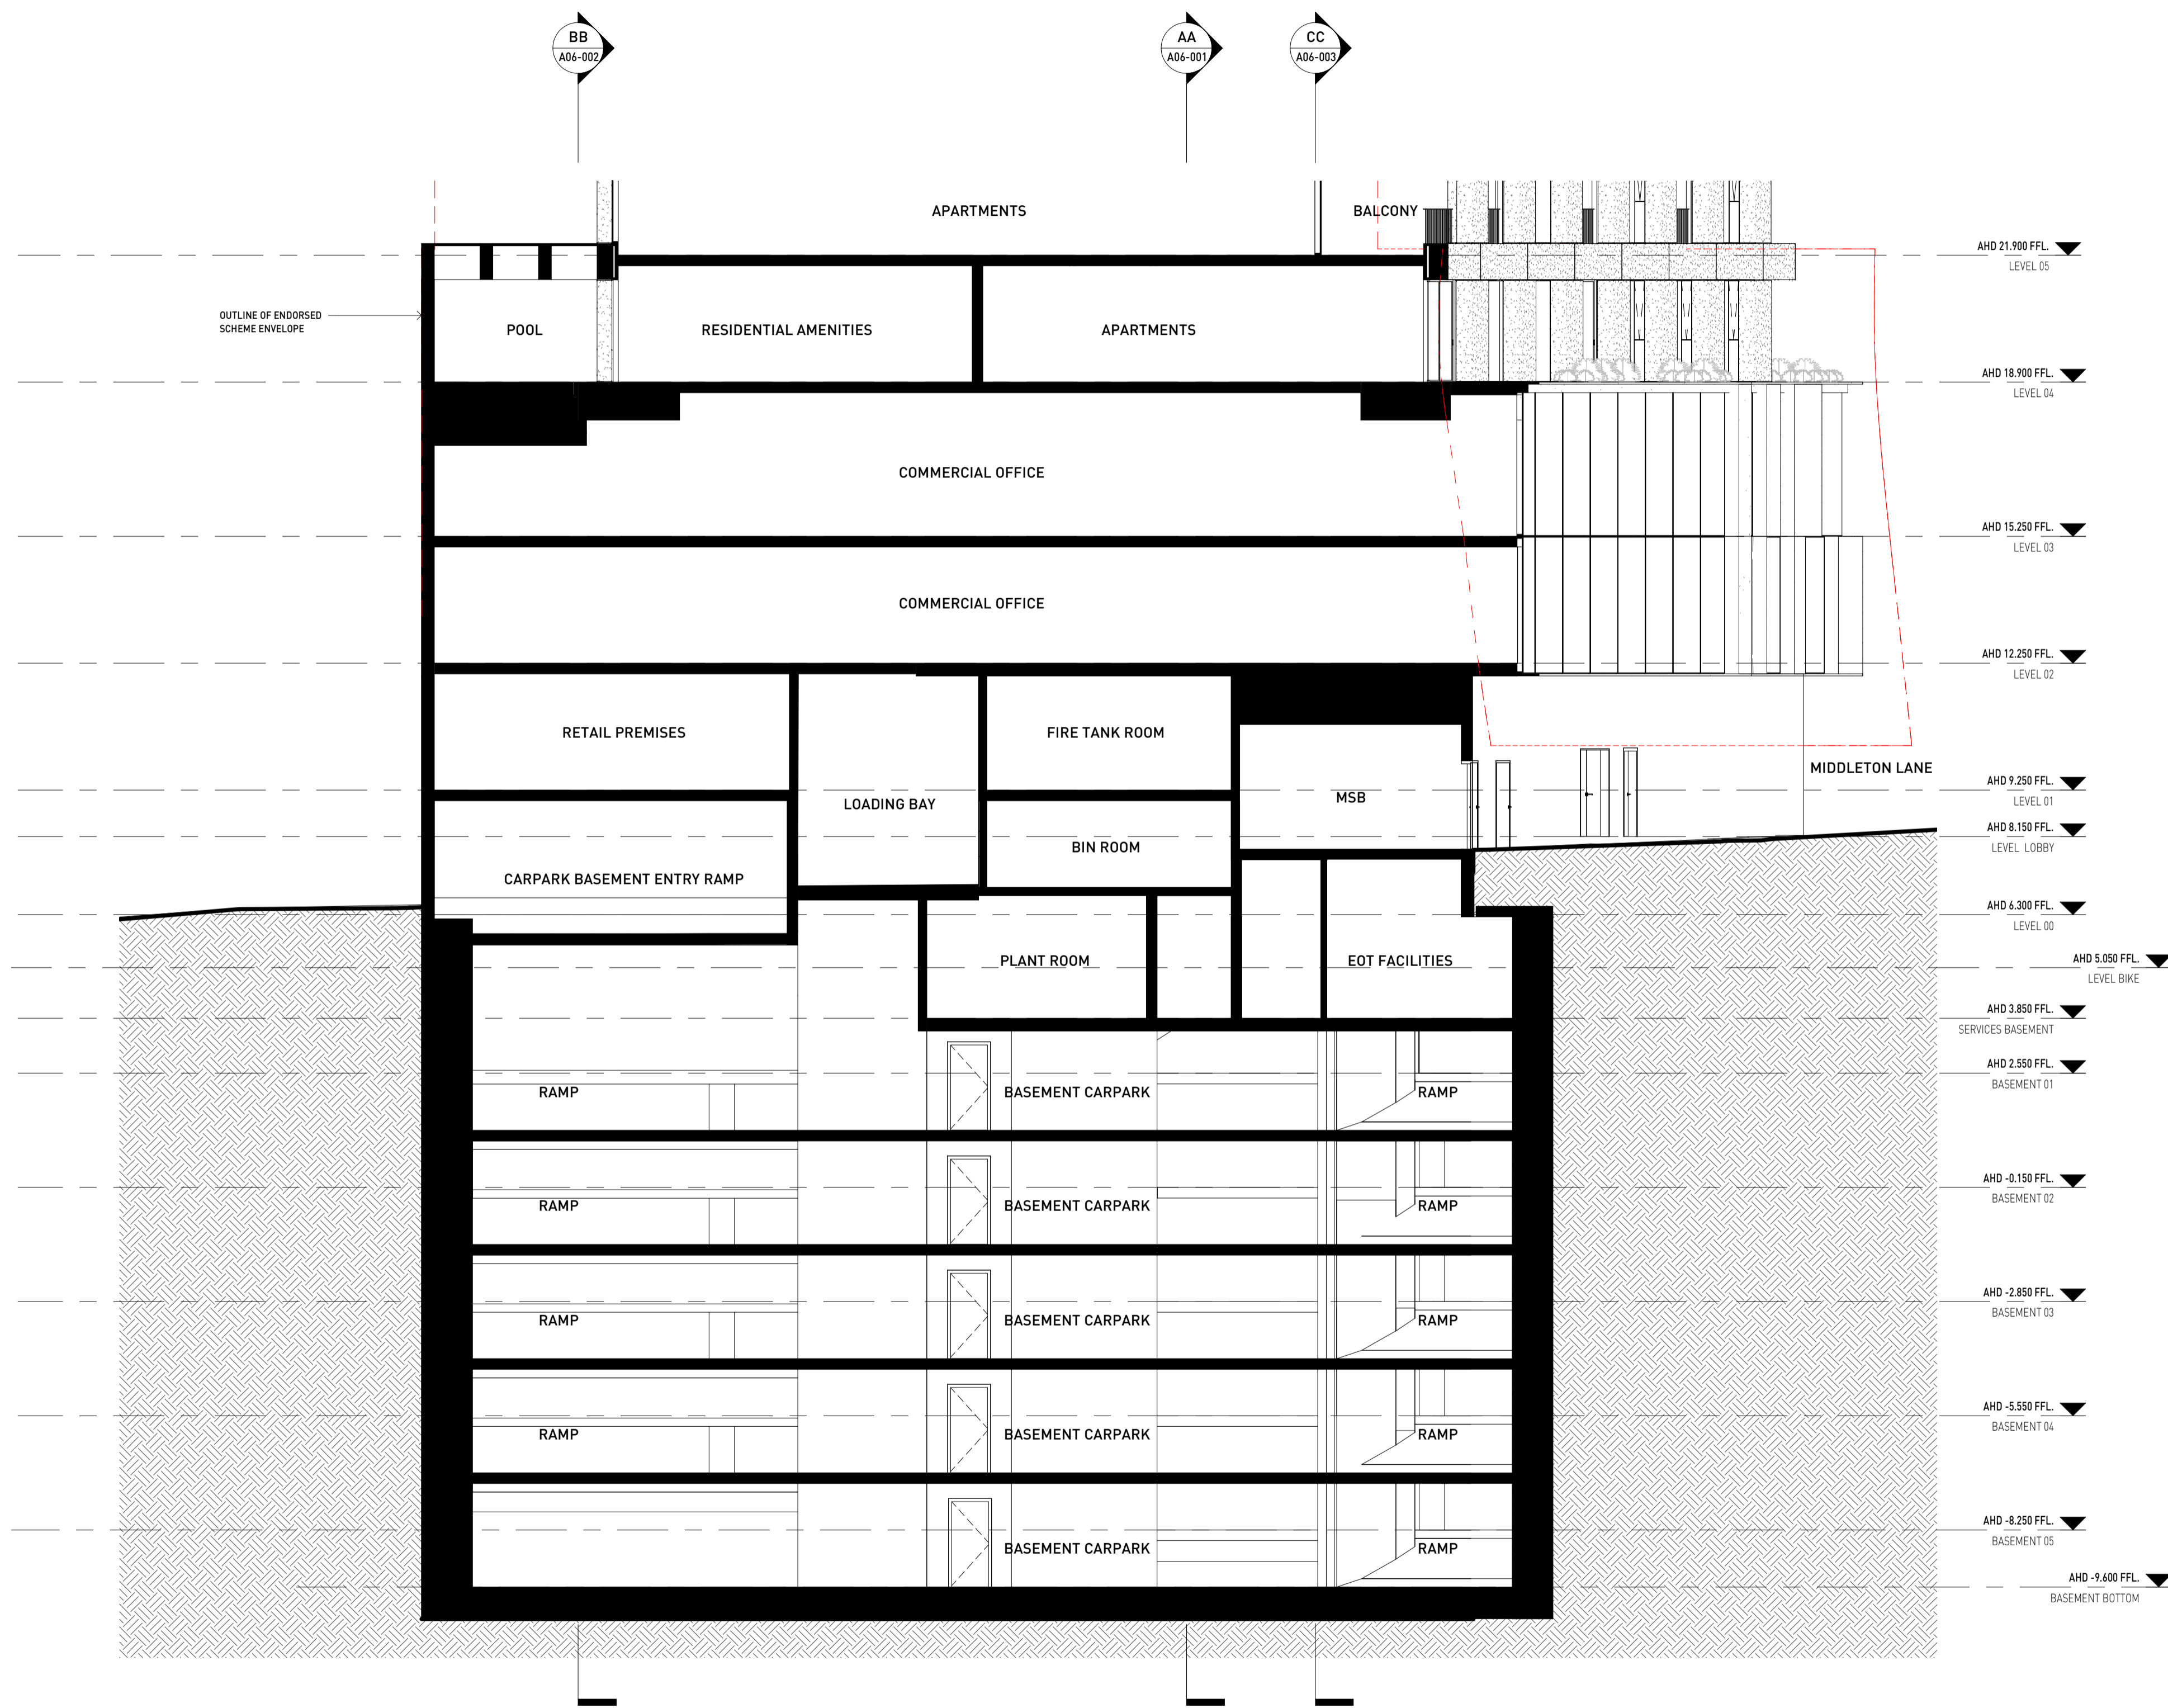 BB
A06-002
AA
A06-001
CC
A06-003
APARTMENTS
BALCONY
AHD 21.900 FFL.
LEVEL 05
OUTLINE OF ENDORSED
SCHEME ENVELOPE
POOL
RESIDENTIAL AMENITIES
APARTMENTS
AHD 18.900 FFL.
LEVEL 04
COMMERCIAL OFFICE
AHD 15.250 FFL.
LEVEL 03
COMMERCIAL OFFICE
AHD 12.250 FFL.
LEVEL 02
RETAIL PREMISES
FIRE TANK ROOM
MIDDLETON LANE
LOADING BAY
MSB
AHD 9.250 FFL.
LEVEL 01
AHD 8.150 FFL.
LEVEL LOBBY
BIN ROOM
CARPARK BASEMENT ENTRY RAMP
AHD 6.300 FFL.
LEVEL 00
PLANT ROOM
EOT FACILITIES
AHD 5.050 FFL.
LEVEL BIKE
AHD 3.850 FFL.
SERVICES BASEMENT
AHD 2.550 FFL.
BASEMENT 01
RAMP
BASEMENT CARPARK
RAMP
AHD -0.150 FFL.
BASEMENT 02
RAMP
BASEMENT CARPARK
RAMP
AHD -2.850 FFL.
BASEMENT 03
RAMP
BASEMENT CARPARK
RAMP
AHD -5.550 FFL.
BASEMENT 04
RAMP
BASEMENT CARPARK
RAMP
AHD -8.250 FFL.
BASEMENT 05
BASEMENT CARPARK
RAMP
AHD -9.600 FFL.
BASEMENT BOTTOM